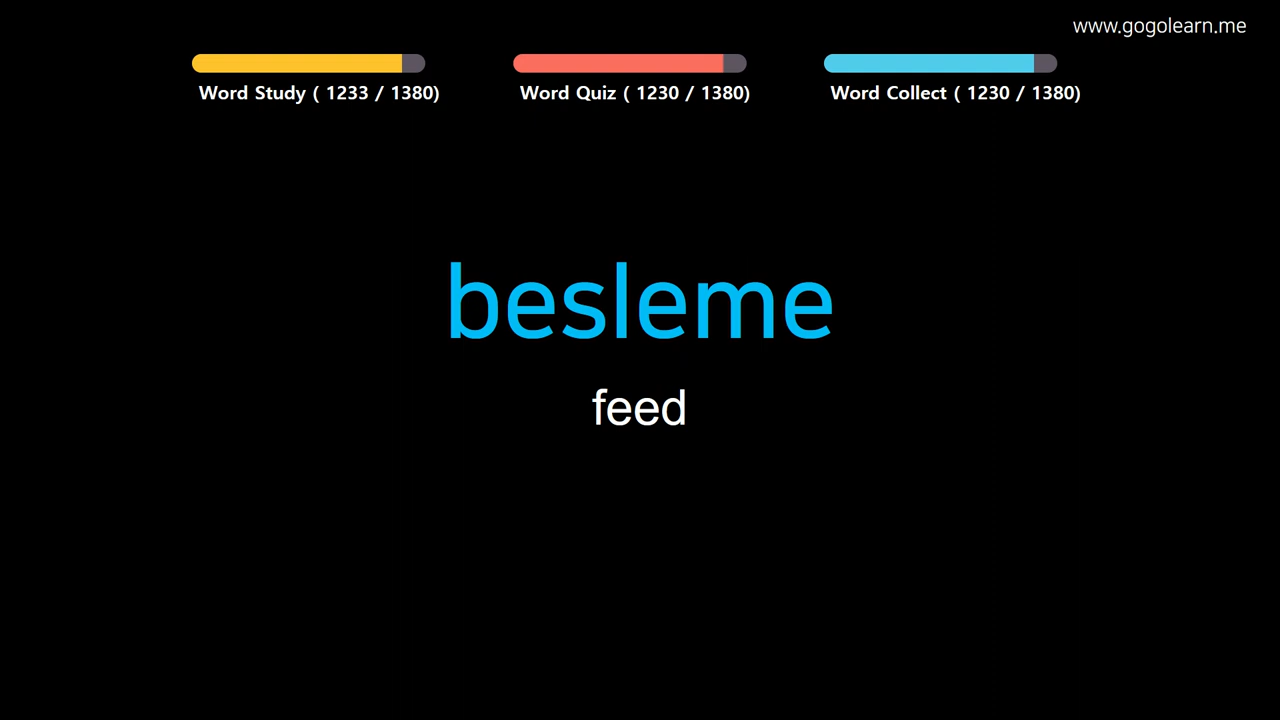 www.gogolearn.me
Word Study ( 1233 / 1380)
Word Quiz ( 1230 / 1380)
Word Collect ( 1230 / 1380)
besleme
feed